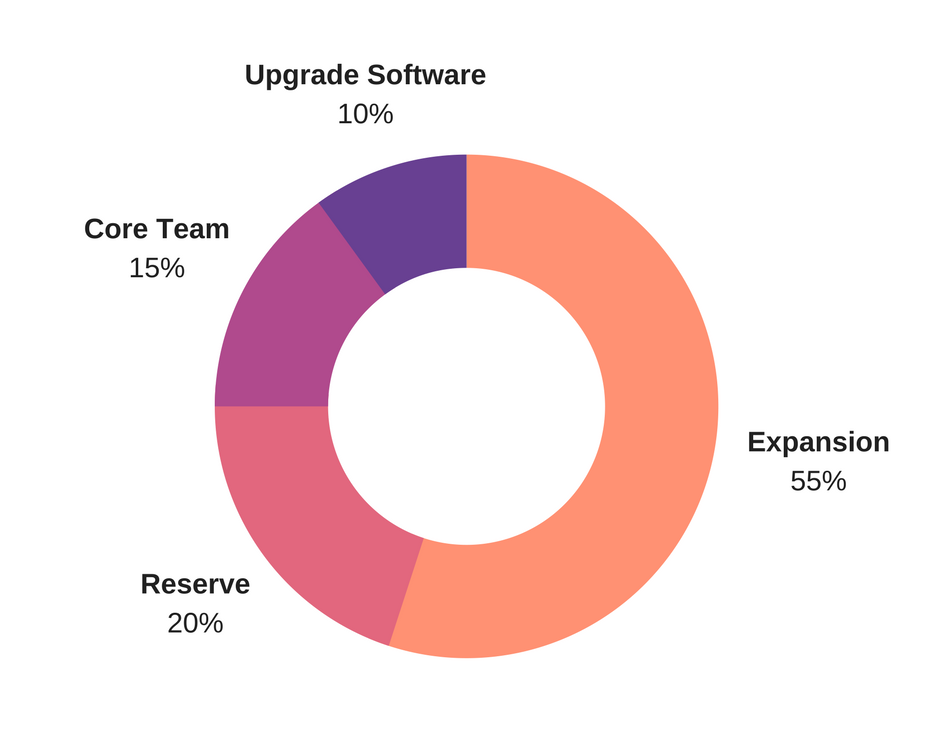 Upgrade Software
10%
Core Team
15%
Expansion
55%
Reserve
20%